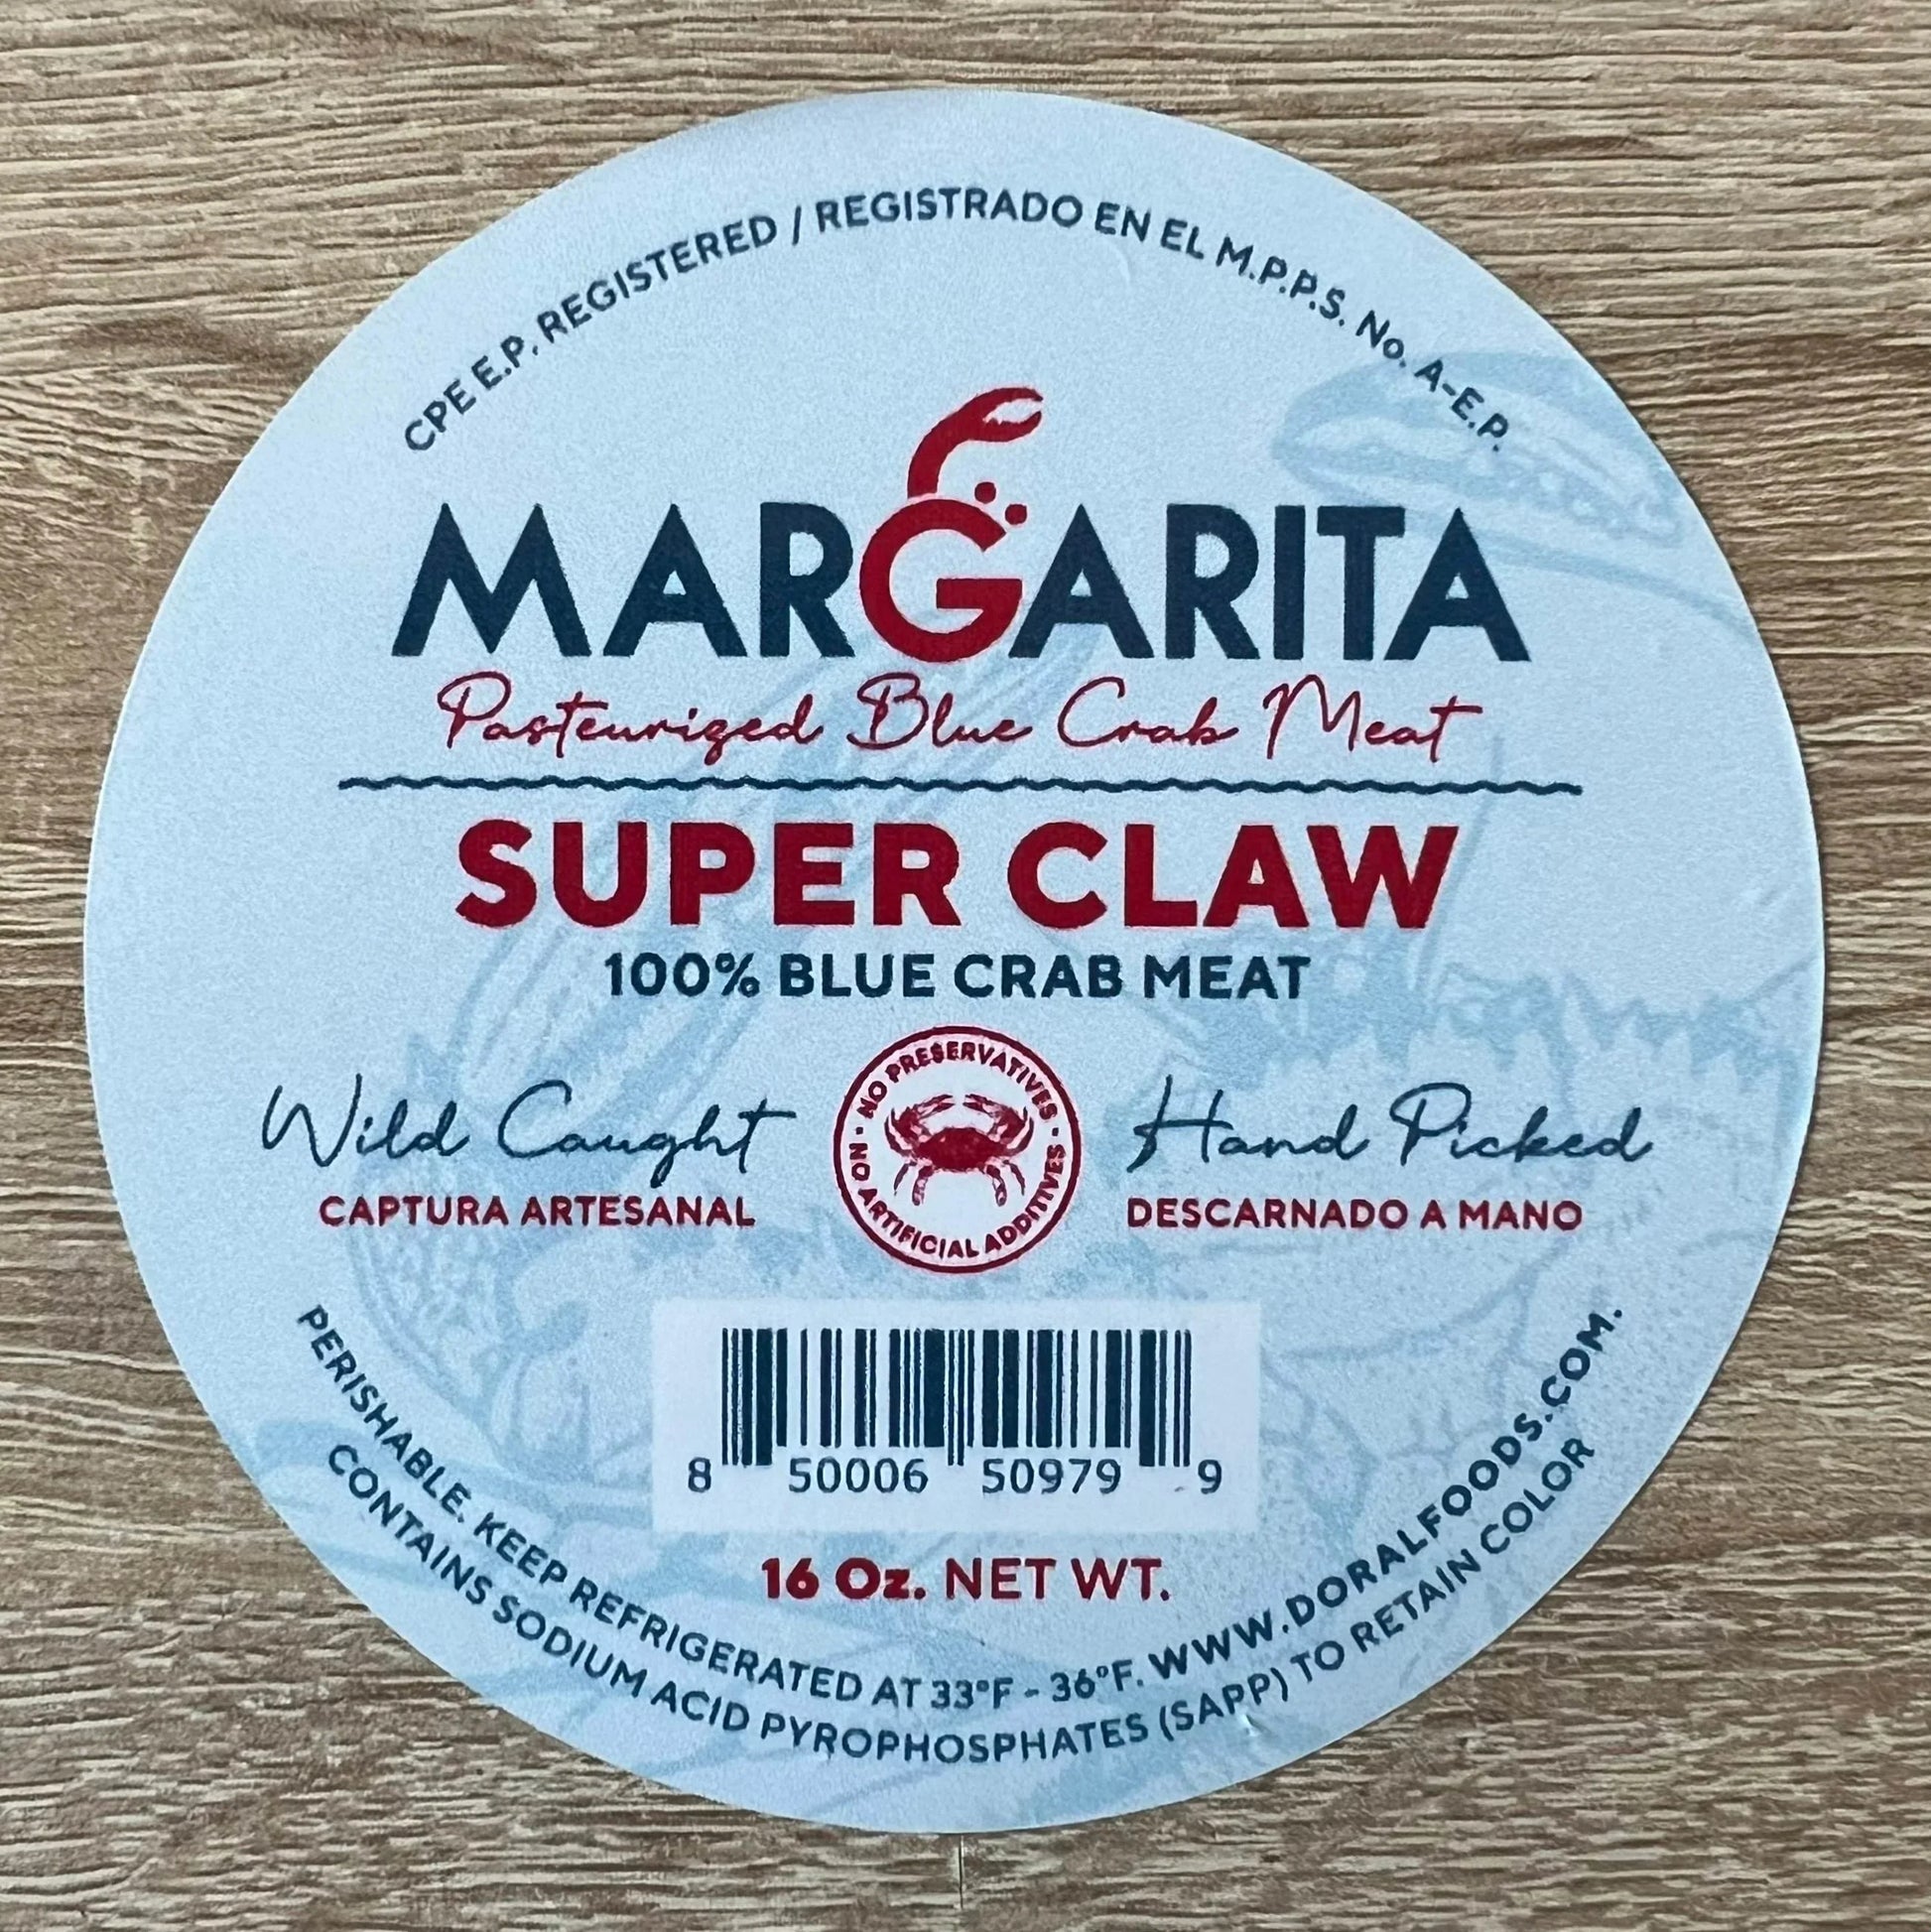 CPE E.P. REGISTERED / REGISTRADO EN EL M.P.P.S. No. A-E.P.
MARGARITA
Pasteurized Blue Crab Meat
SUPER CLAW
100% BLUE CRAB MEAT
Wild Caught
CAPTURA ARTESANAL
· NO PRESERVATIVES ·
NO ARTIFICIAL ADDITIVES
Hand Picked
DESCARNADO A MANO
8 50006 50979 9
16 Oz. NET WT.
PERISHABLE. KEEP REFRIGERATED AT 33°F - 36°F. WWW.DORALFOODS.COM.
CONTAINS SODIUM ACID PYROPHOSPHATES (SAPP) TO RETAIN COLOR